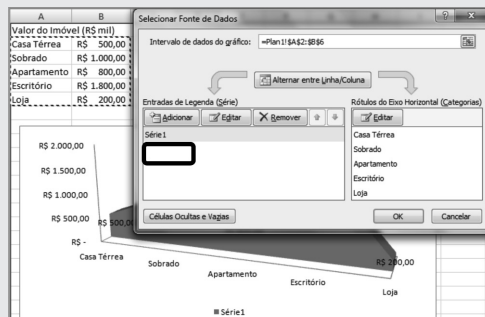 A B
Valor do Imóvel (R$ mil)
Casa Térrea R$ 500,00
Sobrado R$ 1.000,00
Apartamento R$ 800,00
Escritório R$ 1.800,00
Loja R$ 200,00
Selecionar Fonte de Dados
Intervalo de dados do gráfico: =Plan1!$A$2:$B$6
Alternar entre Linha/Coluna
Entradas de Legenda (Série)
Adicionar Editar Remover
Série1
Rótulos do Eixo Horizontal (Categorias)
Editar
Casa Térrea
Sobrado
Apartamento
Escritório
Loja
Células Ocultas e Vazias
OK Cancelar
R$ 2.000,00
R$ 1.500,00
R$ 1.000,00
R$ 500,00
R$ -
R$ 500,00
R$ 200,00
Casa Térrea
Sobrado
Apartamento
Escritório
Loja
Série1